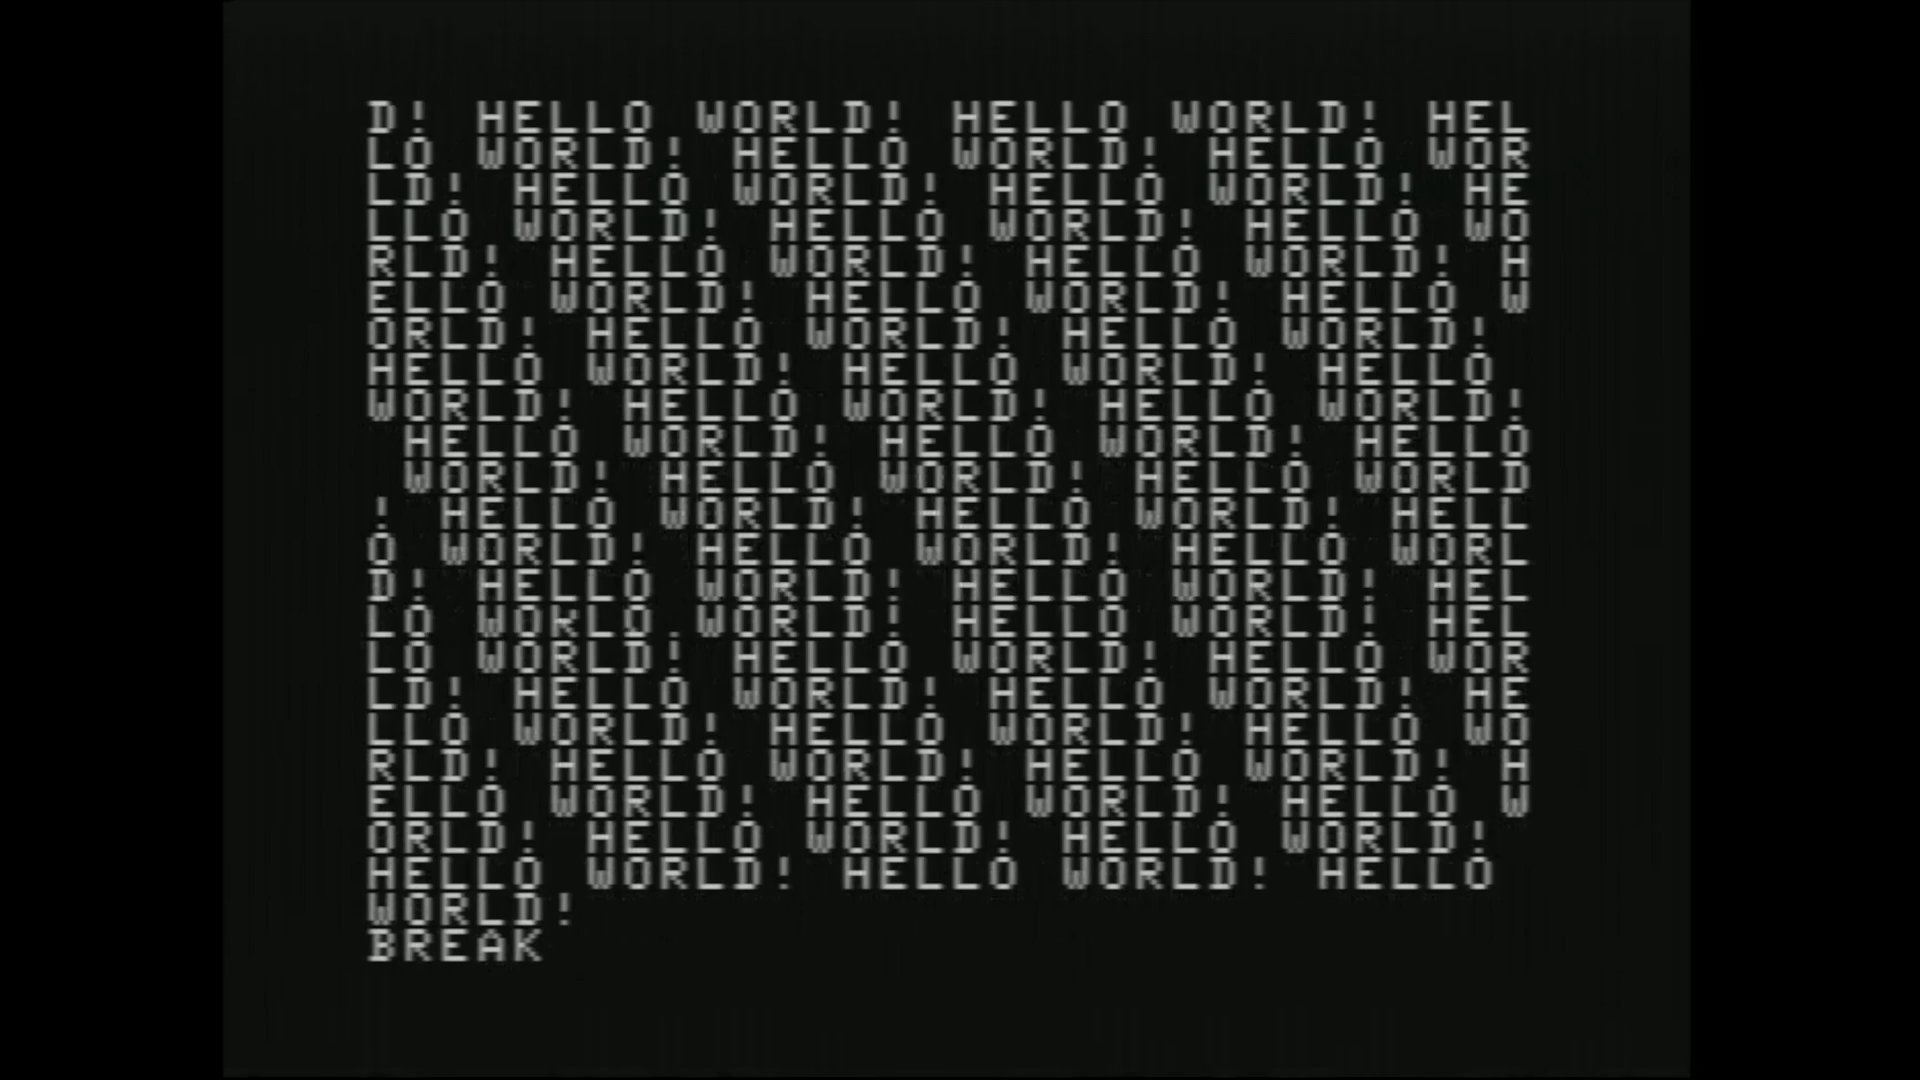 D! HELLO WORLD! HELLO WORLD! HEL
LO WORLD! HELLO WORLD! HELLO WOR
LD! HELLO WORLD! HELLO WORLD! HE
LLO WORLD! HELLO WORLD! HELLO WO
RLD! HELLO WORLD! HELLO WORLD! H
ELLO WORLD! HELLO WORLD! HELLO W
ORLD! HELLO WORLD! HELLO WORLD!
HELLO WORLD! HELLO WORLD! HELLO
WORLD! HELLO WORLD! HELLO WORLD!
HELLO WORLD! HELLO WORLD! HELLO
WORLD! HELLO WORLD! HELLO WORLD
! HELLO WORLD! HELLO WORLD! HELL
O WORLD! HELLO WORLD! HELLO WORL
D! HELLO WORLD! HELLO WORLD! HEL
LO WOKLO WORLD! HELLO WORLD! HEL
LO WORLD! HELLO WORLD! HELLO WOR
LD! HELLO WORLD! HELLO WORLD! HE
LLO WORLD! HELLO WORLD! HELLO WO
RLD! HELLO WORLD! HELLO WORLD! H
ELLO WORLD! HELLO WORLD! HELLO W
ORLD! HELLO WORLD! HELLO WORLD!
HELLO WORLD! HELLO WORLD! HELLO
WORLD!
BREAK